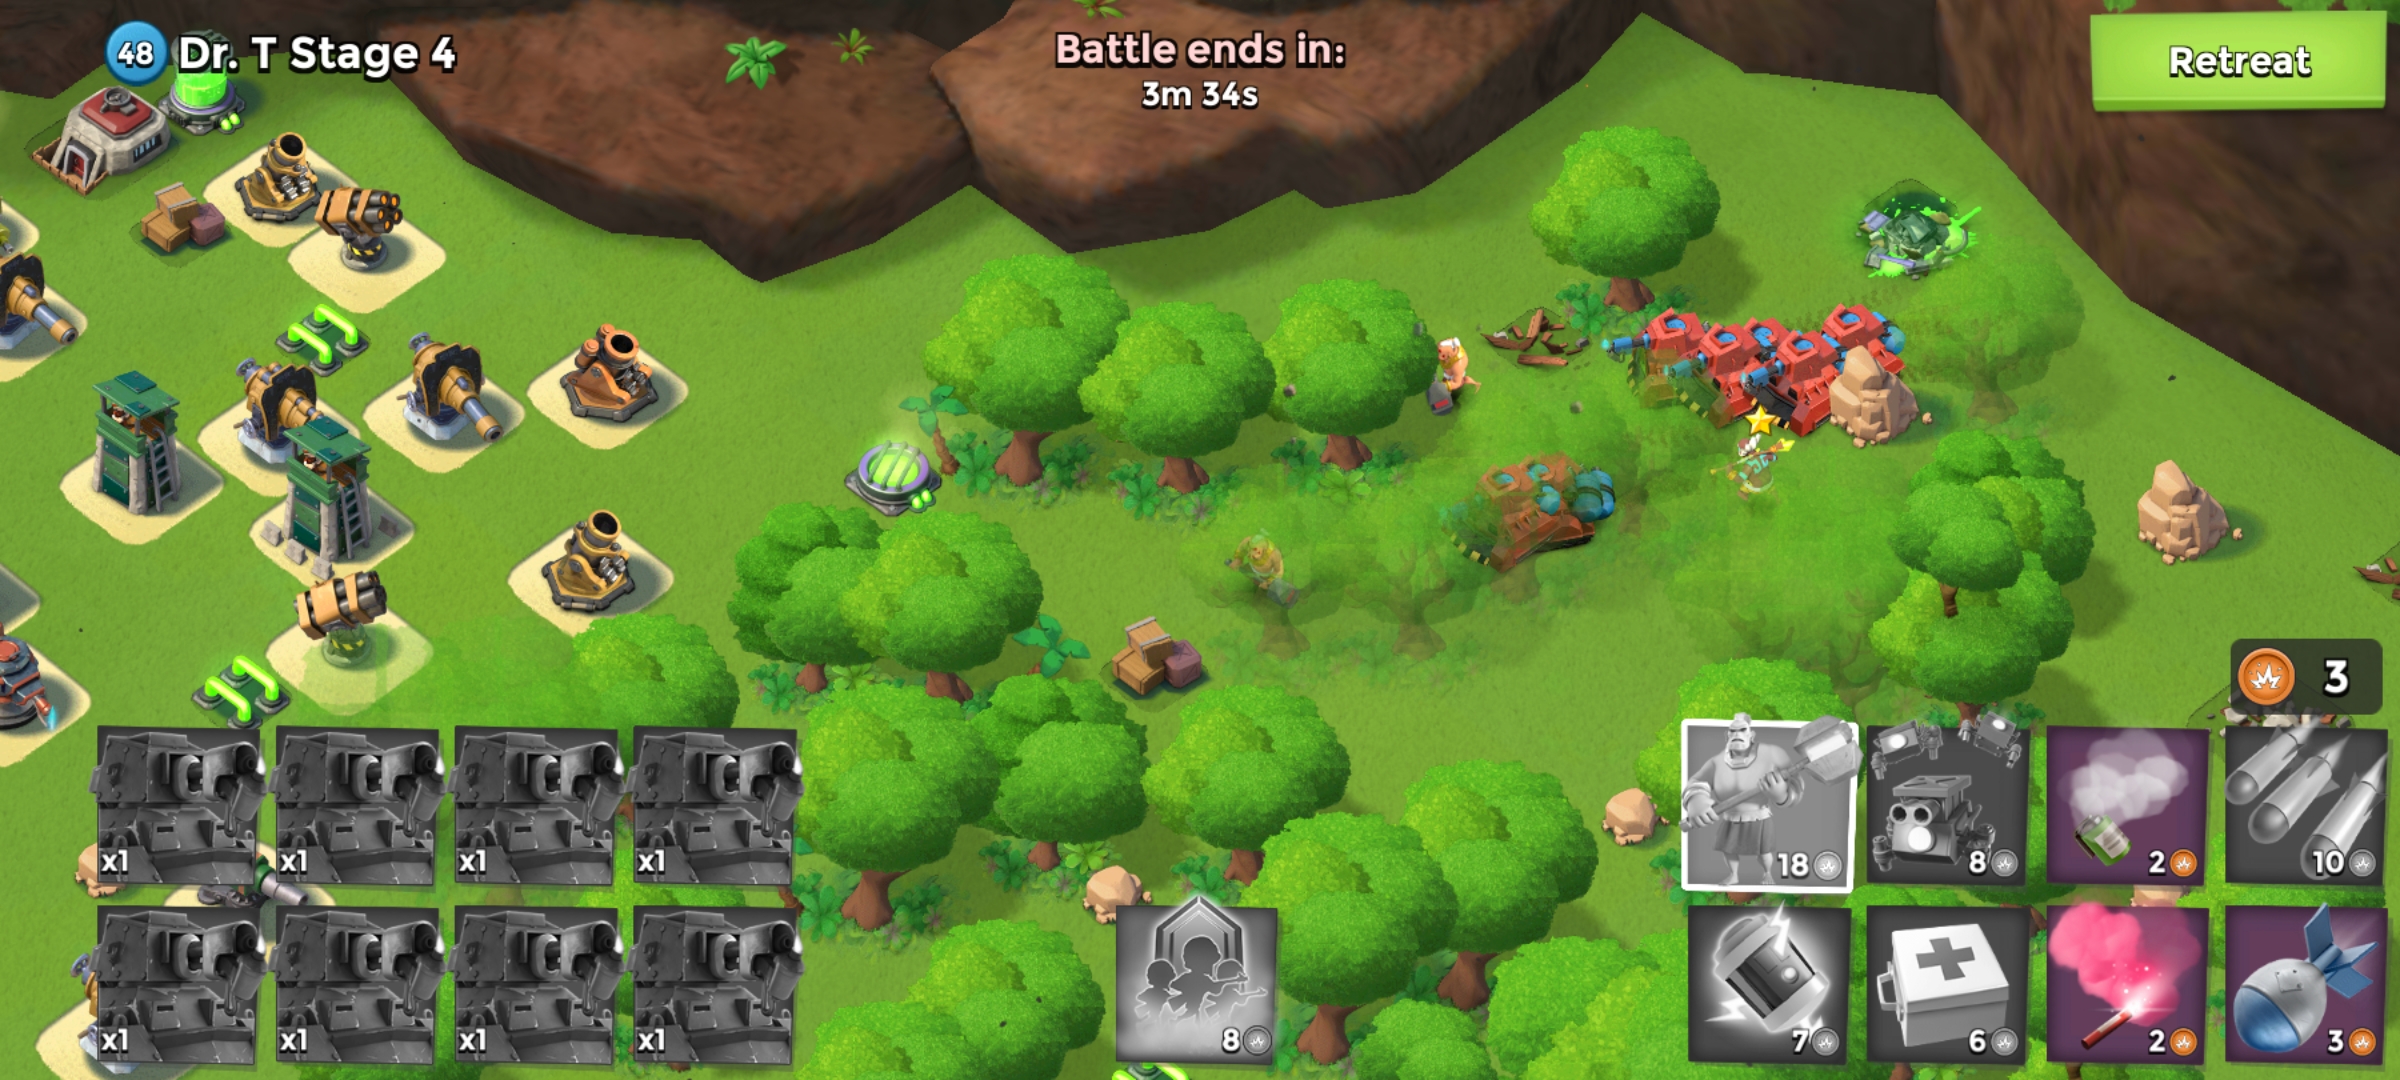 48 Dr. T Stage 4
Battle ends in:
3m 34s
Retreat
3
x1 x1 x1 x1
18 8 2 10
x1 x1 x1 x1
8
7 6 2 3